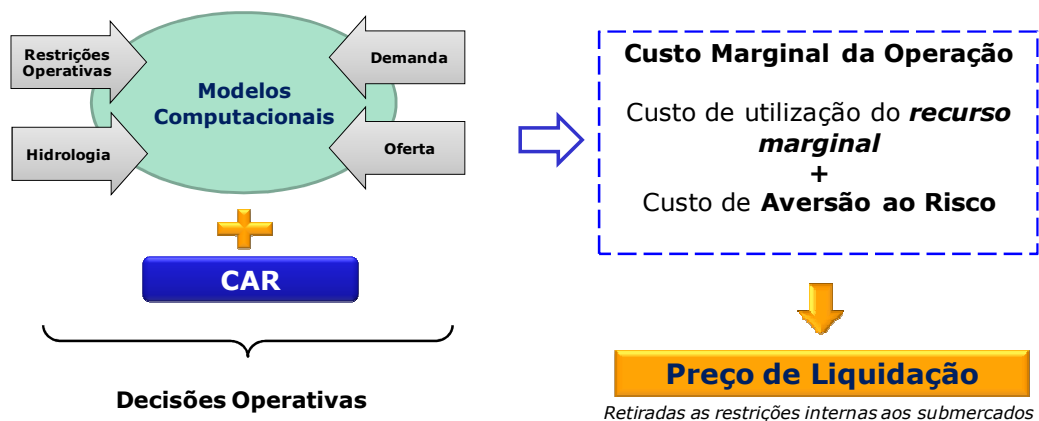 Restrições
Operativas
Hidrologia
Modelos
Computacionais
Demanda
Oferta
CAR
Decisões Operativas
Custo Marginal da Operação
Custo de utilização do recurso
marginal
+
Custo de Aversão ao Risco
Preço de Liquidação
Retiradas as restrições internas aos submercados